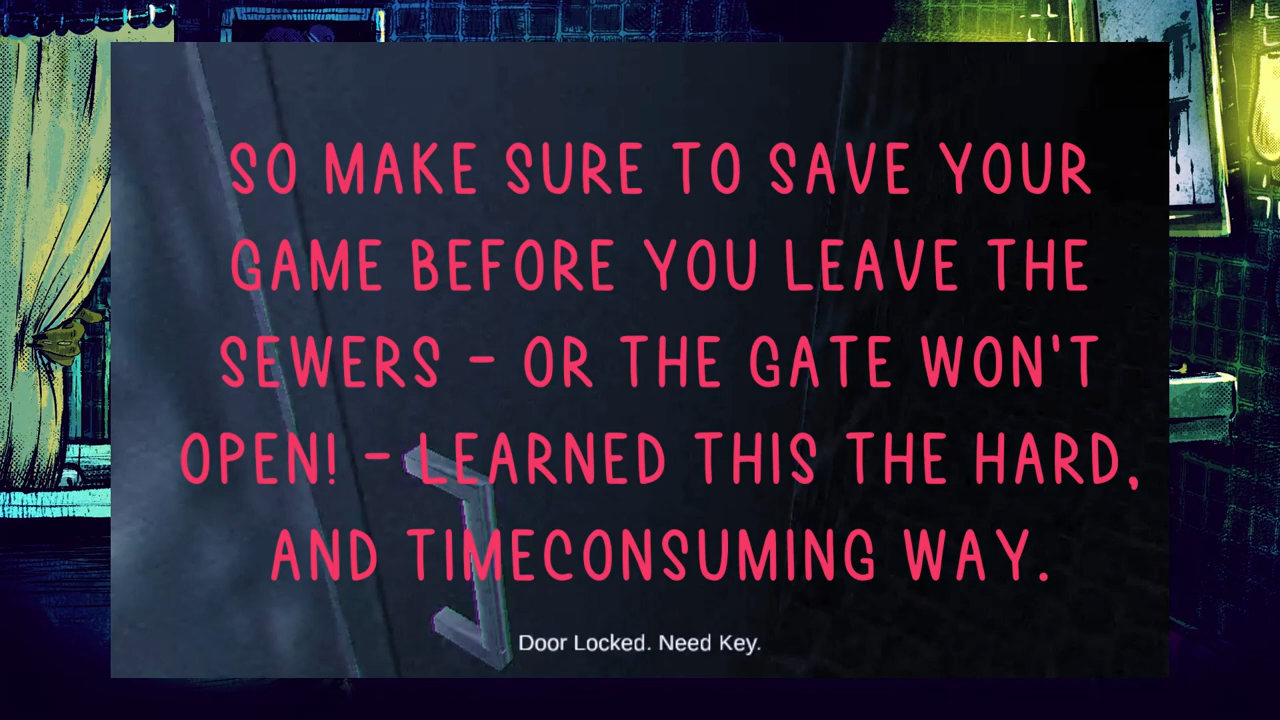 SO MAKE SURE TO SAVE YOUR
GAME BEFORE YOU LEAVE THE
SEWERS - OR THE GATE WON'T
OPEN! - LEARNED THIS THE HARD,
AND TIMECONSUMING WAY.
Door Locked. Need Key.